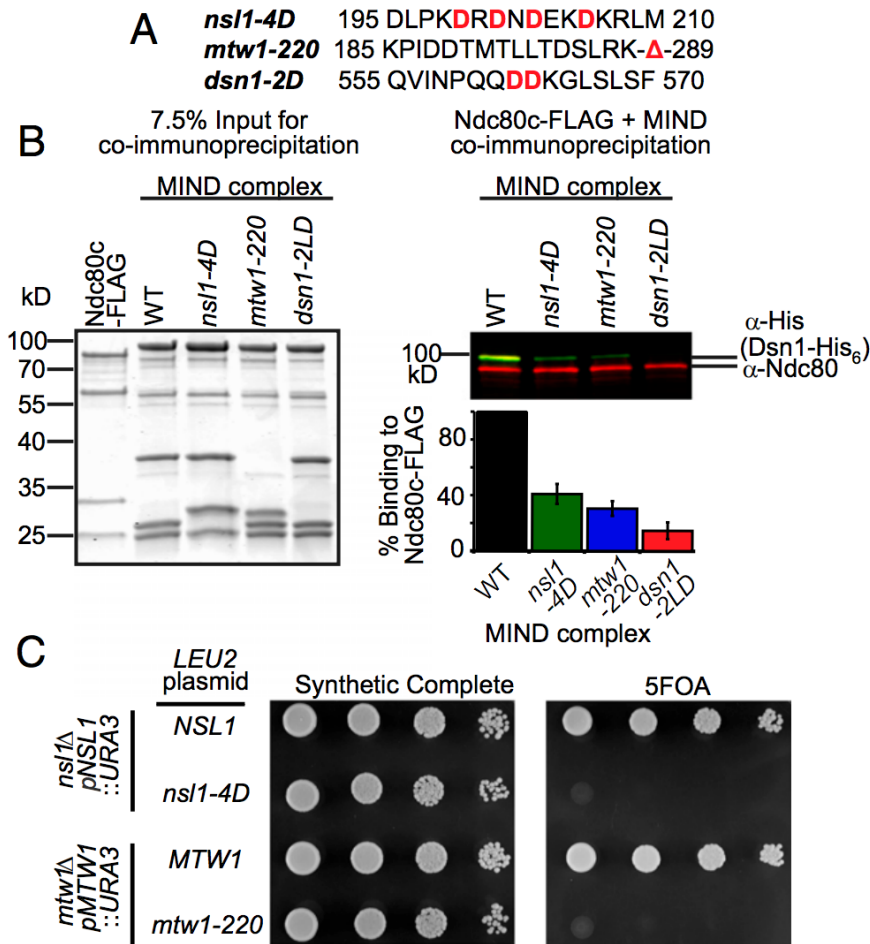 A
nsl1-4D 195 DLPKDRDNDEKDKRLM 210
mtw1-220 185 KPIDDTMTLLTDSLRK-Δ-289
dsn1-2D 555 QVINPQQDDKGLSLSF 570
B
7.5% Input for
co-immunoprecipitation
MIND complex
Ndc80c
-FLAG
WT
nsl1-4D
mtw1-220
dsn1-2LD
kD
100
70
55
40
35
25
Ndc80c-FLAG + MIND
co-immunoprecipitation
MIND complex
WT
nsl1-4D
mtw1-220
dsn1-2LD
100
kD
α-His
(Dsn1-His6)
α-Ndc80
% Binding to
Ndc80c-FLAG
80
40
0
WT
nsl1
-4D
mtw1
-220
dsn1
-2LD
MIND complex
C
LEU2
plasmid
Synthetic Complete
5FOA
nsl1Δ
pNSL1
::URA3
NSL1
nsl1-4D
mtw1Δ
pMTW1
::URA3
MTW1
mtw1-220